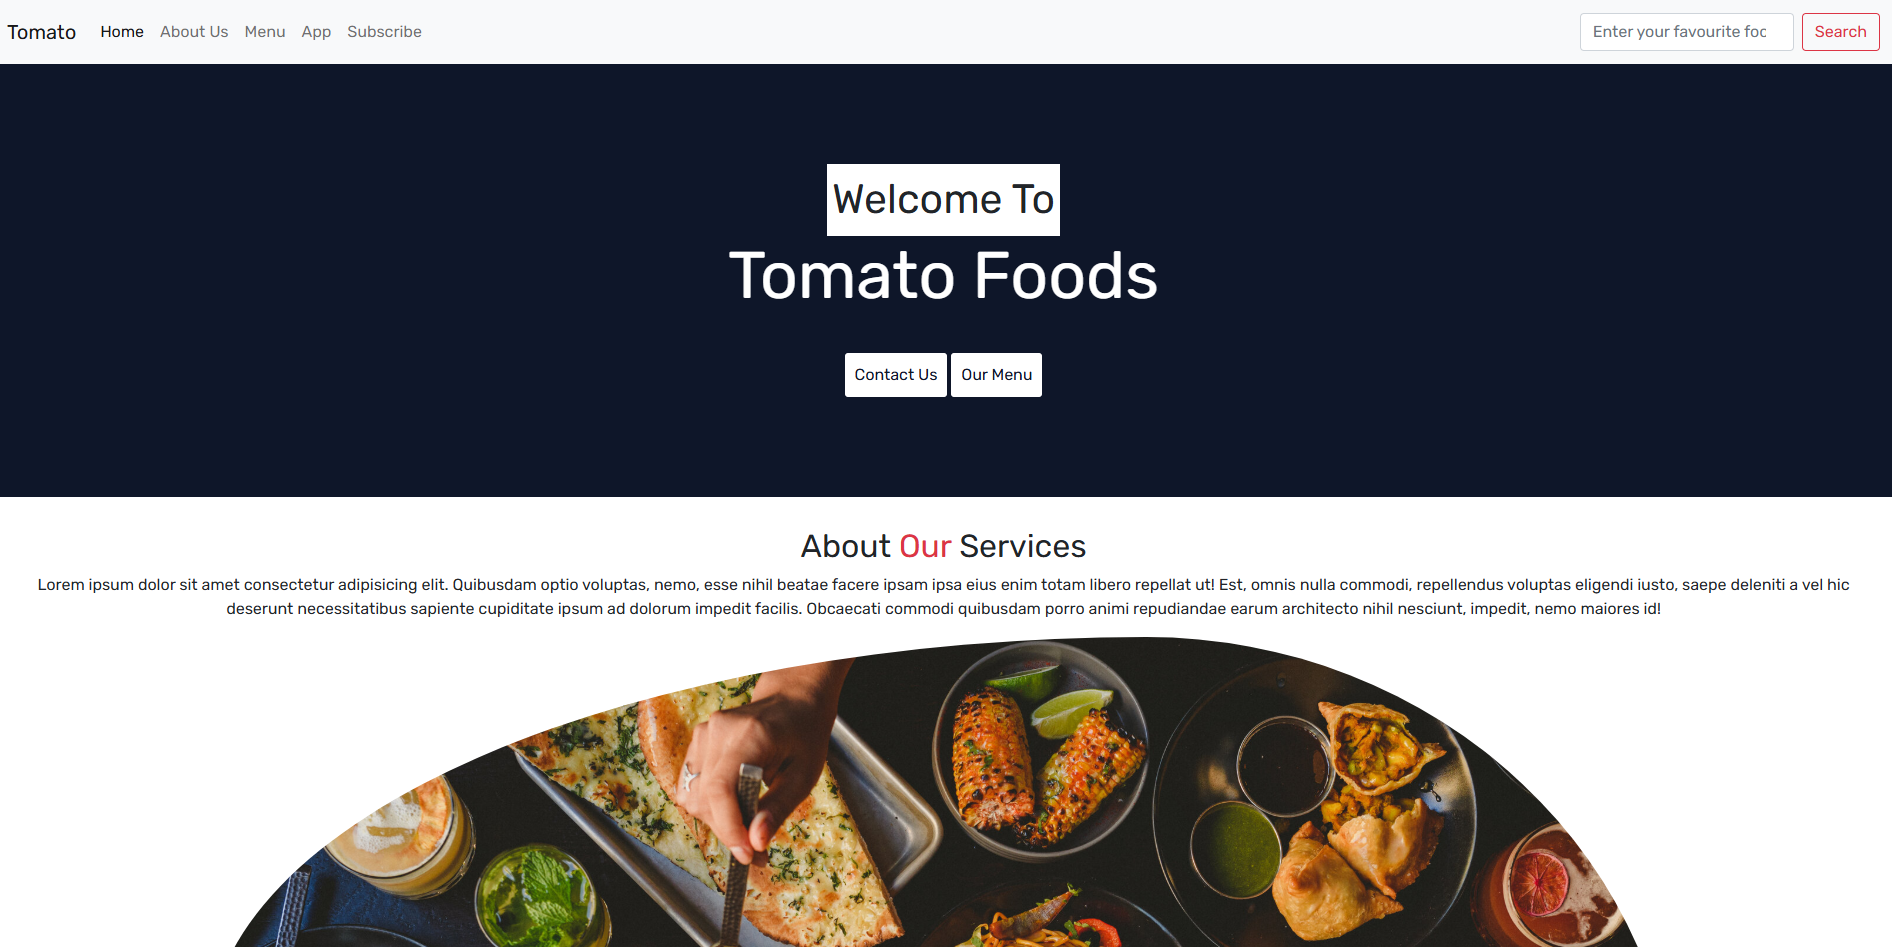 Tomato Home About Us Menu App Subscribe Enter your favourite foo Search
Welcome To
Tomato Foods
Contact Us Our Menu
About Our Services
Lorem ipsum dolor sit amet consectetur adipisicing elit. Quibusdam optio voluptas, nemo, esse nihil beatae facere ipsam ipsa eius enim totam libero repellat ut! Est, omnis nulla commodi, repellendus voluptas eligendi iusto, saepe deleniti a vel hic
deserunt necessitatibus sapiente cupiditate ipsum ad dolorum impedit facilis. Obcaecati commodi quibusdam porro animi repudiandae earum architecto nihil nesciunt, impedit, nemo maiores id!